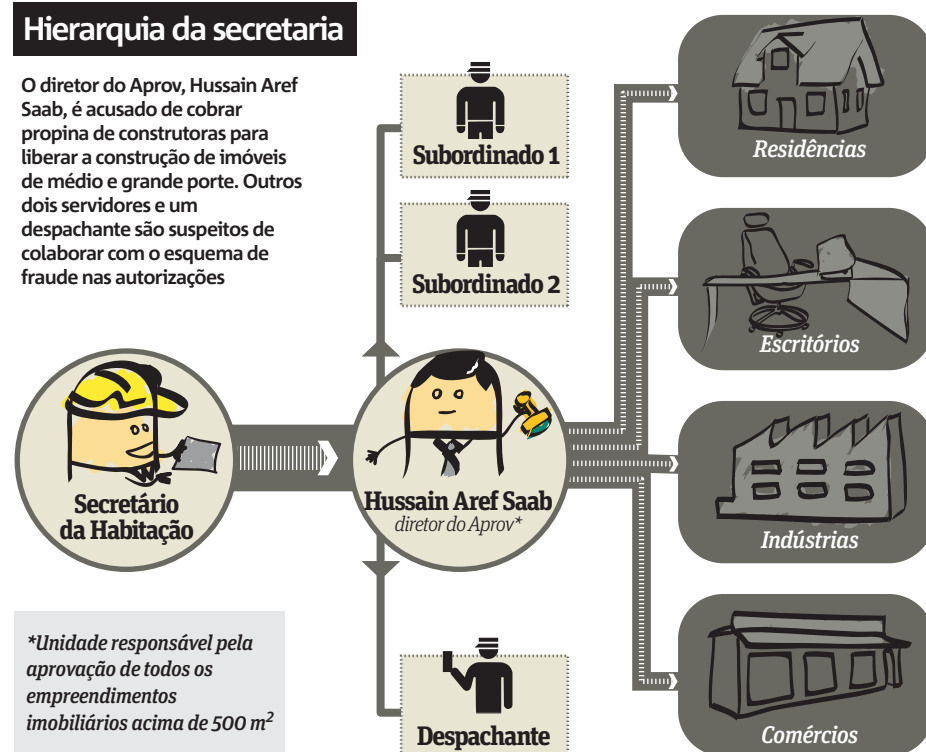 Hierarquia da secretaria
O diretor do Aprov, Hussain Aref
Saab, é acusado de cobrar
propina de construtoras para
liberar a construção de imóveis
de médio e grande porte. Outros
dois servidores e um
despachante são suspeitos de
colaborar com o esquema de
fraude nas autorizações
Subordinado 1
Subordinado 2
Secretário
da Habitação
Hussain Aref Saab
diretor do Aprov*
Despachante
Residências
Escritórios
Indústrias
Comércios
*Unidade responsável pela
aprovação de todos os
empreendimentos
imobiliários acima de 500 m²